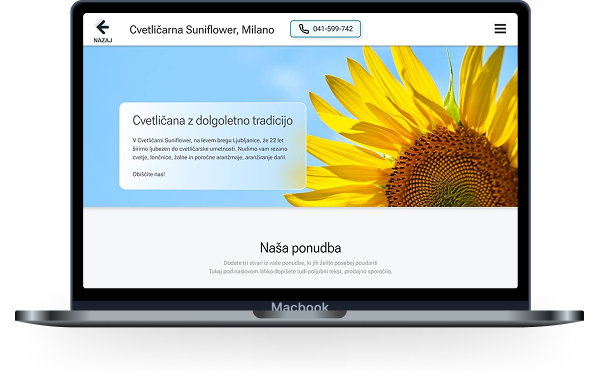 NAZAJ
Cvetličarna Suniflower, Milano
041-599-742
Cvetličana z dolgoletno tradicijo
V Cvetličarni Suniflower, na levem bregu Ljubljanice, že 22 let
širimo ljubezen do cvetličarske umetnosti. Nudimo vam rezano
cvetje, lončnice, žalne in poročne aranžmaje, aranžiranje daril.
Obiščite nas!
Naša ponudba
Dodate tri stvari iz vaše ponudbe, ki jih želite posebej poudariti
Tukaj pod naslovom lahko dopišete tudi poljubni tekst, prodajno sporočilo.
Macbook